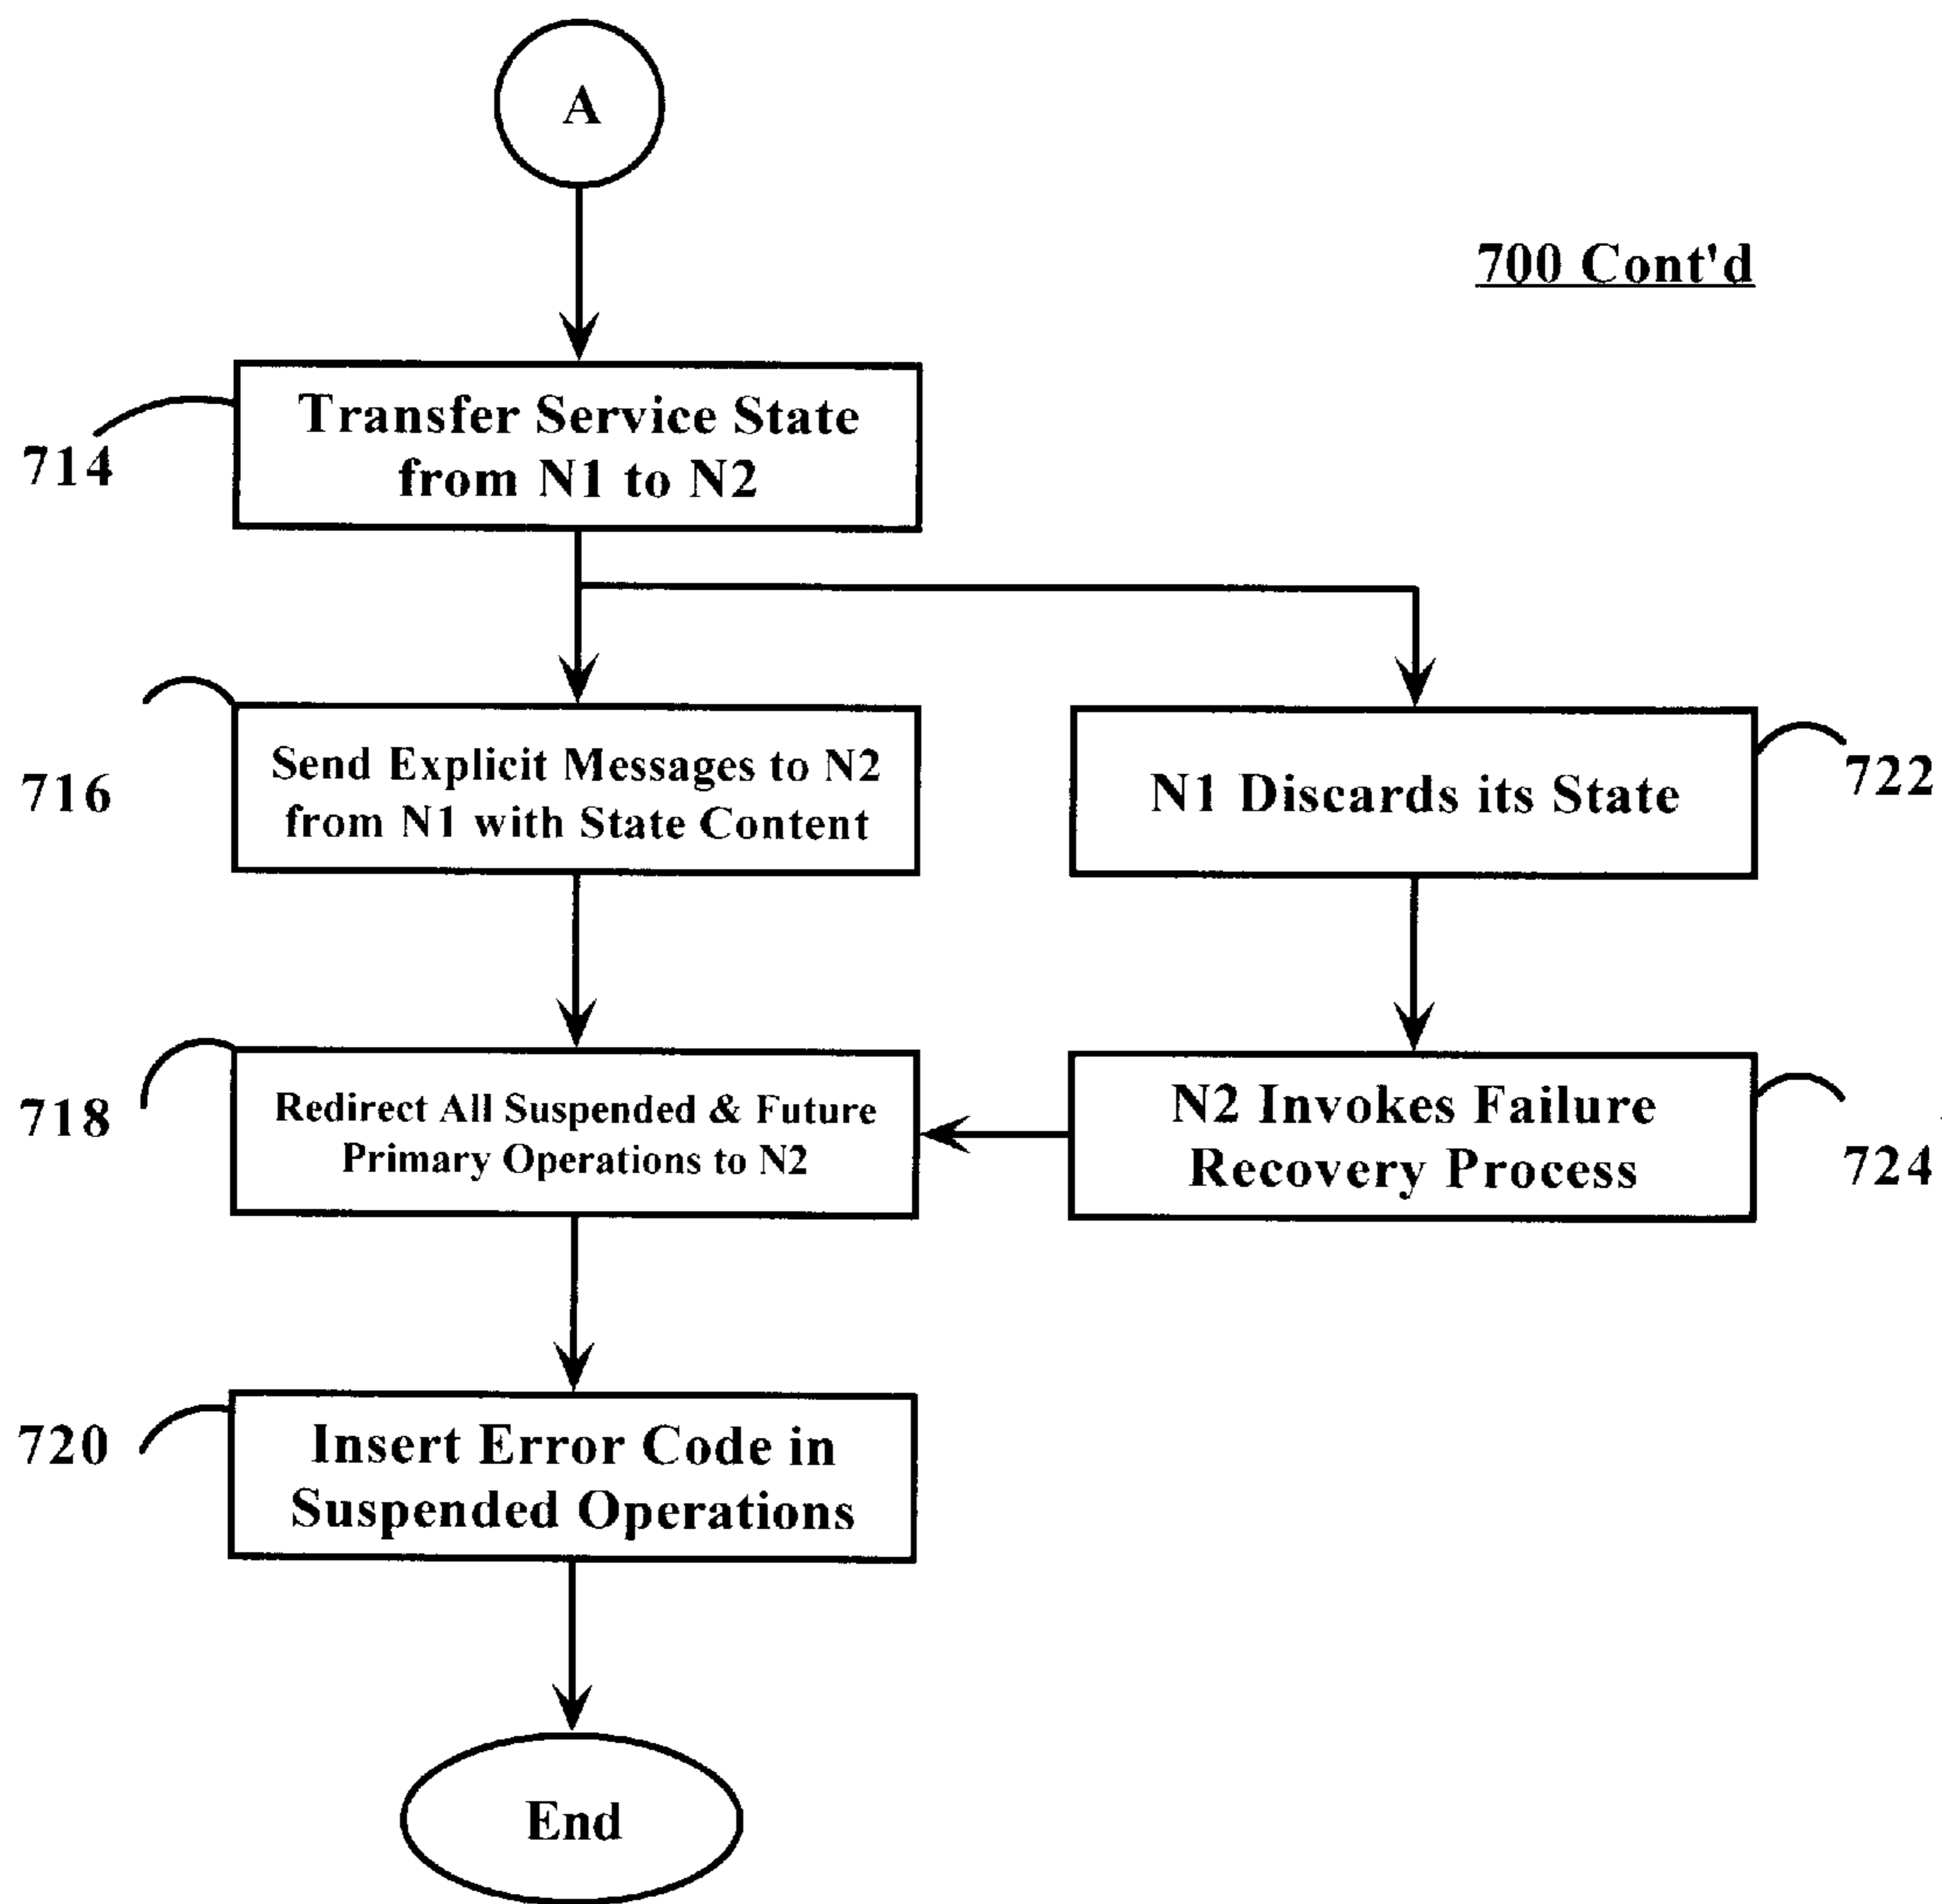 A
700 Cont'd
Transfer Service State
from N1 to N2
714
Send Explicit Messages to N2
from N1 with State Content
716
N1 Discards its State
722
Redirect All Suspended & Future
Primary Operations to N2
718
N2 Invokes Failure
Recovery Process
724
Insert Error Code in
Suspended Operations
720
End